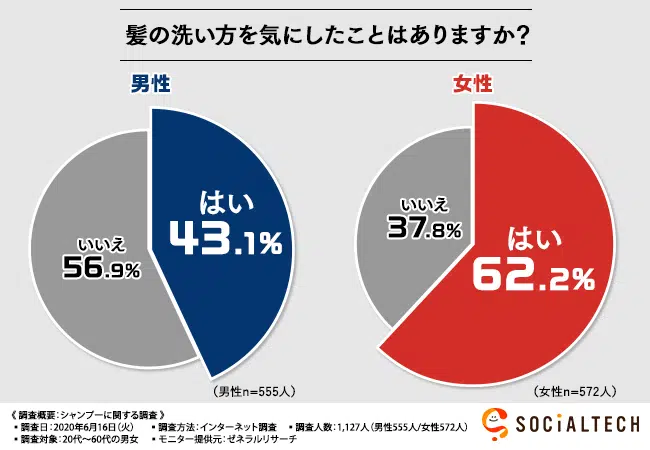 髪の洗い方を気にしたことはありますか?
男性
女性
はい
43.1%
いいえ
56.9%
いいえ
37.8%
はい
62.2%
(男性n=555人)
(女性n=572人)
《 調査概要:シャンプーに関する調査 》
▪調査日:2020年6月16日(火) ▪調査方法:インターネット調査 ▪調査人数:1,127人(男性555人/女性572人)
▪調査対象:20代〜60代の男女 ▪モニター提供元:ゼネラルリサーチ
SOCiALTECH